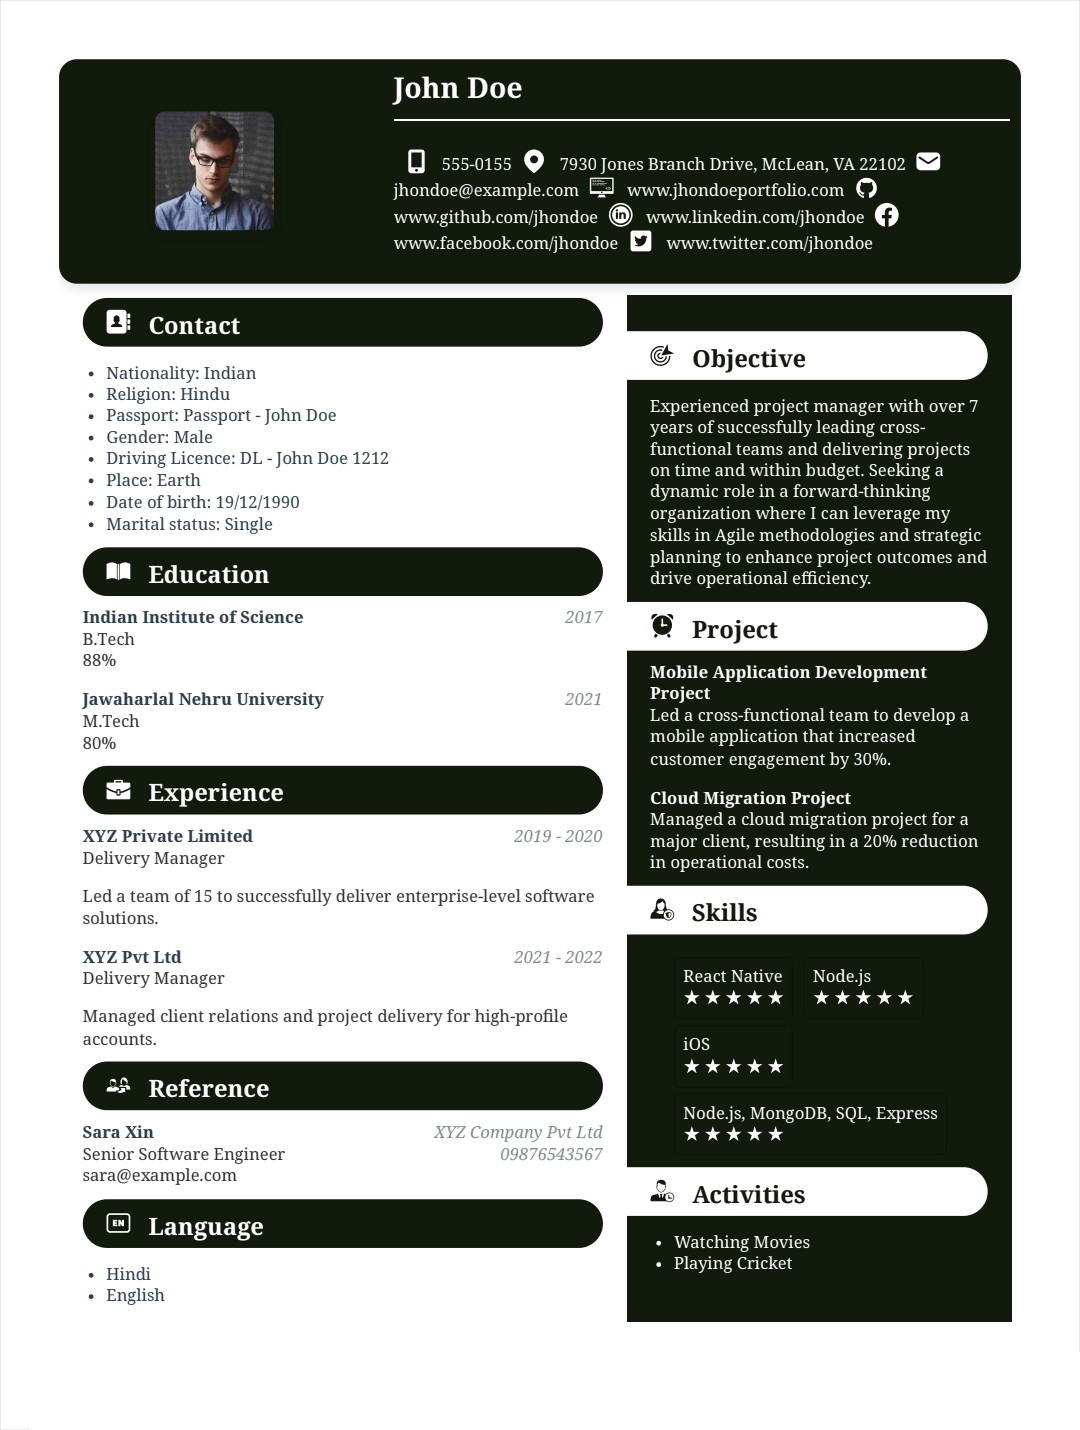 John Doe
555-0155 7930 Jones Branch Drive, McLean, VA 22102
jhondoe@example.com www.jhondoeportfolio.com
www.github.com/jhondoe www.linkedin.com/jhondoe
www.facebook.com/jhondoe www.twitter.com/jhondoe
Contact
• Nationality: Indian
• Religion: Hindu
• Passport: Passport - John Doe
• Gender: Male
• Driving Licence: DL - John Doe 1212
• Place: Earth
• Date of birth: 19/12/1990
• Marital status: Single
Education
Indian Institute of Science 2017
B.Tech
88%
Jawaharlal Nehru University 2021
M.Tech
80%
Experience
XYZ Private Limited 2019 - 2020
Delivery Manager
Led a team of 15 to successfully deliver enterprise-level software
solutions.
XYZ Pvt Ltd 2021 - 2022
Delivery Manager
Managed client relations and project delivery for high-profile
accounts.
Reference
Sara Xin XYZ Company Pvt Ltd
Senior Software Engineer 09876543567
sara@example.com
EN Language
• Hindi
• English
Objective
Experienced project manager with over 7
years of successfully leading cross-
functional teams and delivering projects
on time and within budget. Seeking a
dynamic role in a forward-thinking
organization where I can leverage my
skills in Agile methodologies and strategic
planning to enhance project outcomes and
drive operational efficiency.
Project
Mobile Application Development
Project
Led a cross-functional team to develop a
mobile application that increased
customer engagement by 30%.
Cloud Migration Project
Managed a cloud migration project for a
major client, resulting in a 20% reduction
in operational costs.
Skills
React Native Node.js
★★★★★ ★★★★★
iOS
★★★★★
Node.js, MongoDB, SQL, Express
★★★★★
Activities
• Watching Movies
• Playing Cricket